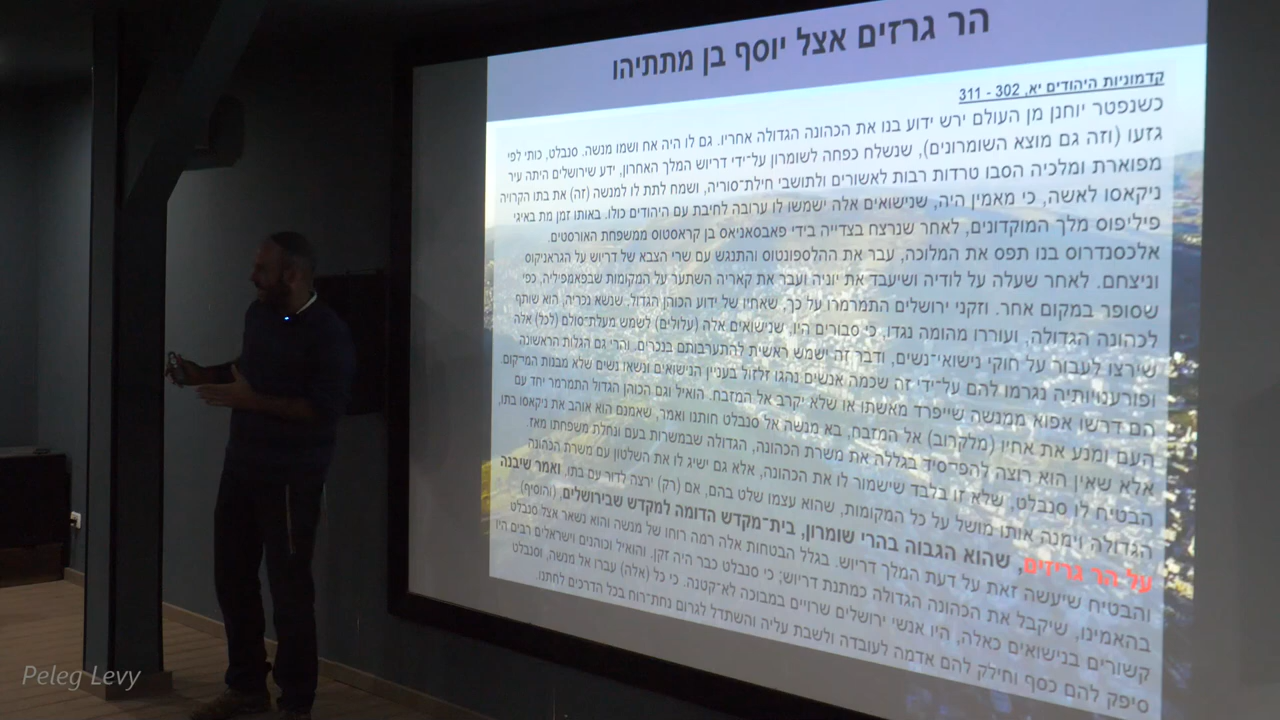 הר גרזים אצל יוסף בן מתתיהו
קדמוניות היהודים יא, 302 - 311
כשנפטר יוחנן מן העולם ירש ידוע בנו את הכהונה הגדולה אחריו. גם לו היה אח ושמו מנשה. סנבלט, כותי לפי
גזעו (וזה גם מוצא השומרונים), שנשלח כפחה לשומרון על־ידי דריוש המלך האחרון, ידע שירושלים היתה עיר
מפוארת ומלכיה הסבו טרדות רבות לאשורים ולתושבי חילת־סוריה, ושמח לתת לו למנשה (זה) את בתו הקרויה
ניקאסו לאשה, כי מאמין היה, שנישואים אלה ישמשו לו ערובה לחיבת עם היהודים כולו. באותו זמן מת באיגי
פיליפוס מלך המוקדונים, לאחר שנרצח בצדייה בידי פאבסאניאס בן קראסטוס ממשפחת האורסטים.
אלכסנדרוס בנו תפס את המלוכה, עבר את ההלספונטוס והתנגש עם שרי הצבא של דריוש על הגראניקוס
וניצחם. לאחר שעלה על לודיה ושיעבד את יוניה ועבר את קאריה השתער על המקומות שבפאמפיליה, כפי
שסופר במקום אחר. וזקני ירושלים התמרמרו על כך, שאחיו של ידוע הכוהן הגדול, שנשא נכריה, הוא שותף
לכהונה הגדולה, ועוררו מהומה נגדו, כי סבורים היו, שנישואים אלה (עלולים) לשמש מעלת־סולם (לכל) אלה
שירצו לעבור על חוקי נישואי־נשים, ודבר זה ישמש ראשית להתערבותם בנכרים. והרי גם הגלות הראשונה
ופורענויותיה נגרמו להם על־ידי זה שכמה אנשים נהגו זלזול בעניין הנישואים ונשאו נשים שלא מבנות המקום.
הם דרשו אפוא ממנשה שייפרד מאשתו או שלא יקרב אל המזבח. הואיל וגם הכוהן הגדול התמרמר יחד עם
העם ומנע את אחיו (מלקרוב) אל המזבח, בא מנשה אל סנבלט חותנו ואמר, שאמנם הוא אוהב את ניקאסו בתו,
אלא שאין הוא רוצה להפסיד בגללה את משרת הכהונה, הגדולה שבמשרות בעם ונחלת משפחתו מאז.
הבטיח לו סנבלט, שלא זו בלבד שישמור לו את הכהונה, אלא גם ישיג לו את השלטון עם משרת הכהונה
הגדולה וימנה אותו מושל על כל המקומות, שהוא עצמו שלט בהם, אם (רק) ירצה לדור עם בתו. ואמר שיבנה
על הר גריזים, שהוא הגבוה בהרי שומרון, בית־מקדש הדומה למקדש שבירושלים, (והוסיף)
והבטיח שיעשה זאת על דעת המלך דריוש. בגלל הבטחות אלה רמה רוחו של מנשה והוא נשאר אצל סנבלט
בהאמינו, שיקבל את הכהונה הגדולה כמתנת דריוש; כי סנבלט כבר היה זקן. והואיל וכוהנים וישראלים רבים היו
קשורים בנישואים כאלה, היו אנשי ירושלים שרויים במבוכה לא־קטנה. כי כל (אלה) עברו אל מנשה, וסנבלט
סיפק להם כסף וחילק להם אדמה לעובדה ולשבת עליה והשתדל לגרום נחת־רוח בכל הדרכים לחתנו.
Peleg Levy